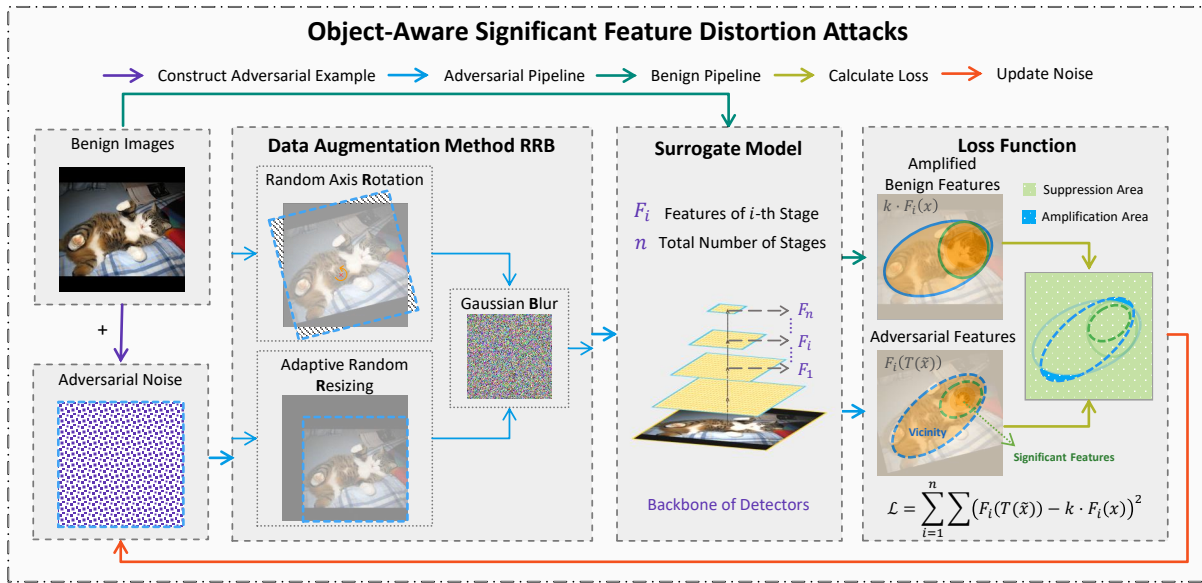 Object-Aware Significant Feature Distortion Attacks
Construct Adversarial Example
Adversarial Pipeline
Benign Pipeline
Calculate Loss
Update Noise
Benign Images
+
Adversarial Noise
Data Augmentation Method RRB
Random Axis Rotation
Adaptive Random
Resizing
Gaussian Blur
Surrogate Model
F_i Features of i-th Stage
n Total Number of Stages
F_n
F_i
F_1
Backbone of Detectors
Loss Function
Amplified
Benign Features
k · F_i(x)
Suppression Area
Amplification Area
Adversarial Features
F_i(T(x̃))
Vicinity
Significant Features
ℒ = ∑_{i=1}^{n} ∑(F_i(T(x̃)) − k · F_i(x))²